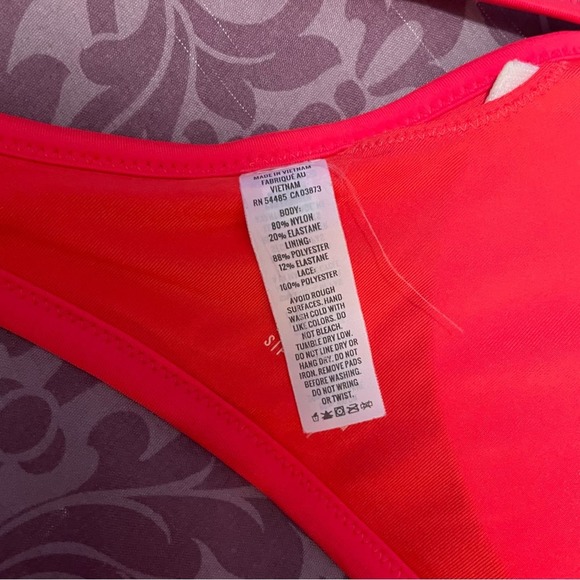 MADE IN VIETNAM
FABRIQUE AU
VIETNAM
RN 54485 CA 03873
BODY:
80% NYLON
20% ELASTANE
LINING:
88% POLYESTER
12% ELASTANE
LACE:
100% POLYESTER
AVOID ROUGH
SURFACES. HAND
WASH COLD WITH
LIKE COLORS. DO
NOT BLEACH.
TUMBLE DRY LOW.
DO NOT LINE DRY OR
HANG DRY. DO NOT
IRON. REMOVE PADS
BEFORE WASHING.
DO NOT WRING
OR TWIST.